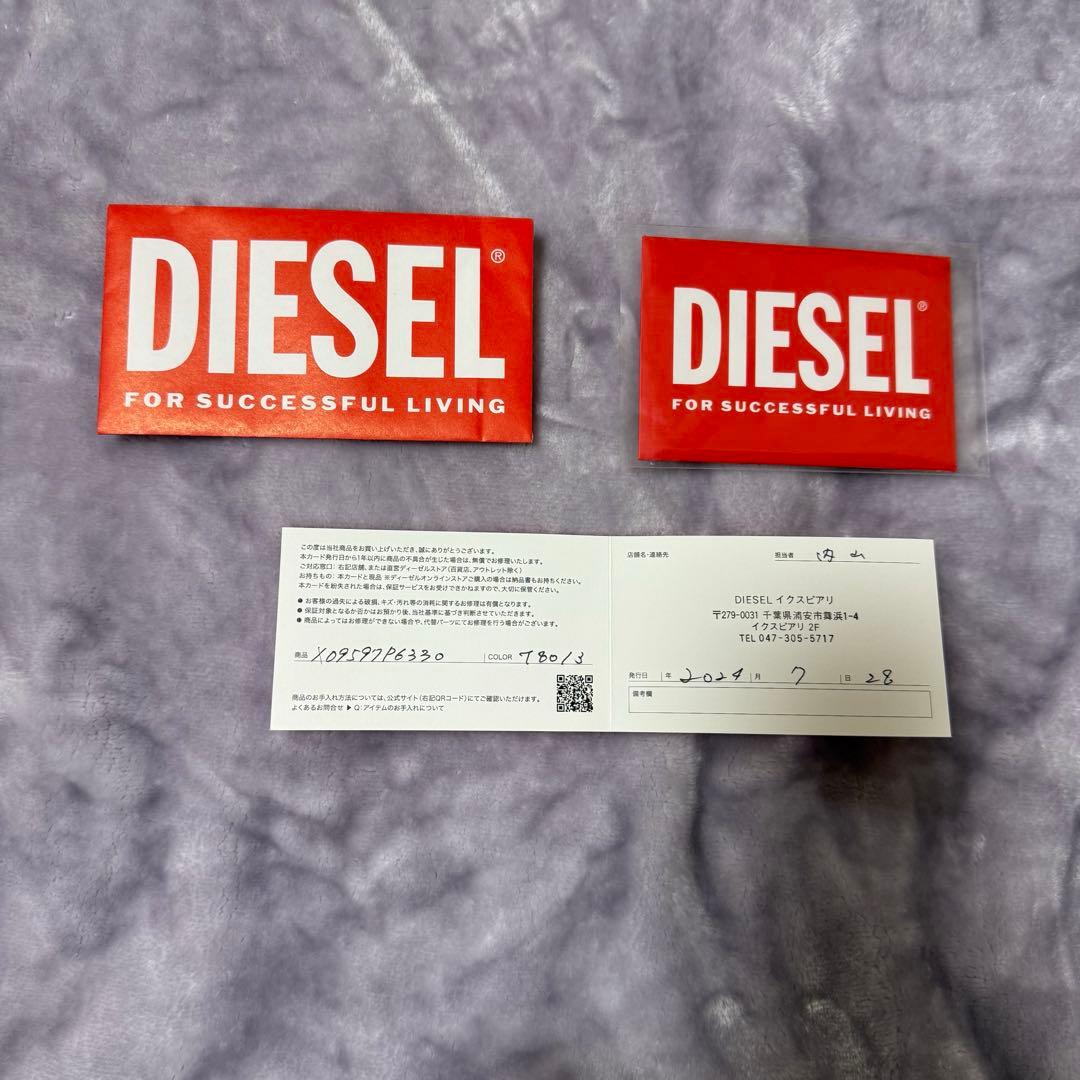 DIESEL®
FOR SUCCESSFUL LIVING
DIESEL®
FOR SUCCESSFUL LIVING
この度は当社商品をお買い上げいただき、誠にありがとうございます。
本カード発行日から1年以内に商品の不具合が生じた場合は、無償でお修理いたします。
ご対応窓口：右記店舗、または直営ディーゼルストア(百貨店、アウトレット除く)
お持ちもの：本カードと現品 ※ディーゼルオンラインストアご購入の場合は納品書もお持ちください。
本カードを紛失された場合は、保証サービスをお受けできかねますので、大切に保管ください。
● お客様の過失による破損、キズ・汚れ等の消耗に関するお修理は有償となります。
● 保証対象となるか否かはお預かり後、当社基準に基づき判断させていただきます。
● 商品によってはお修理ができない場合や、代替パーツにてお修理を行う場合がございます。
商品 X09597P6330 COLOR T8013
商品のお手入れ方法については、公式サイト(右記QRコード)にてご確認いただけます。
よくあるお問合せ ▶ Q：アイテムのお手入れについて
店舗名・連絡先 担当者 内山
DIESEL イクスピアリ
〒279-0031 千葉県浦安市舞浜1-4
イクスピアリ 2F
TEL 047-305-5717
発行日 年 2024 月 7 日 28
備考欄